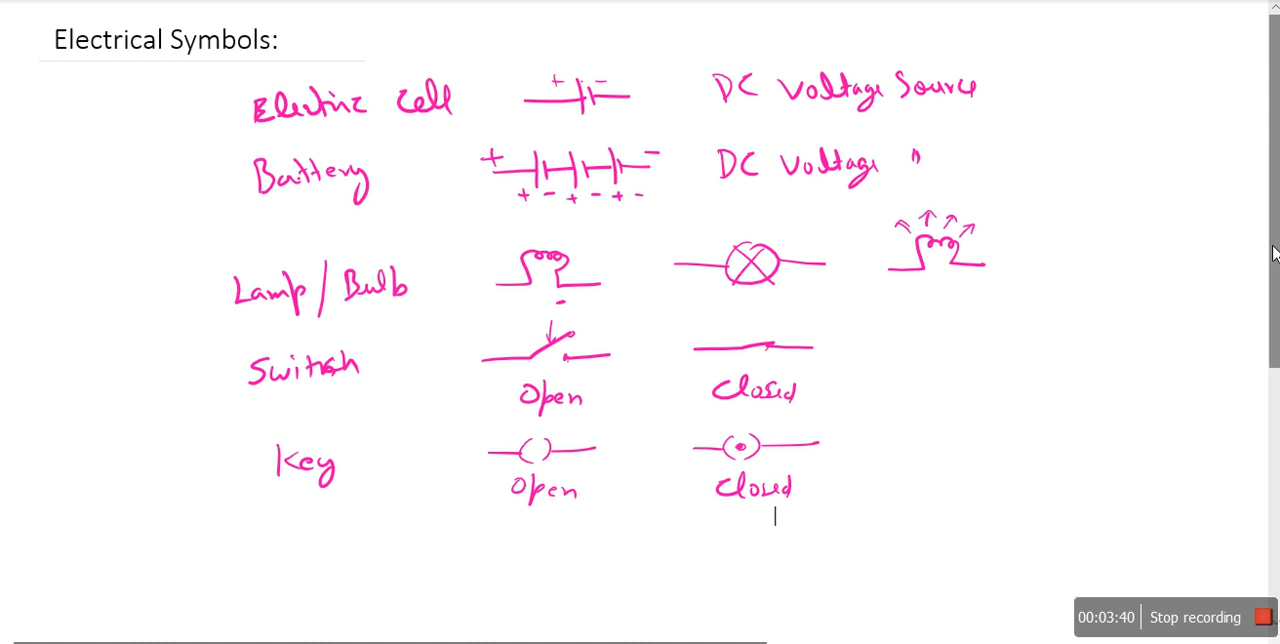 Electrical Symbols:
Electric Cell + - DC Voltage Source
Battery + - DC Voltage "
+ - + - + -
Lamp / Bulb
Switch
Open Closed
Key
Open Closed
00:03:40 Stop recording